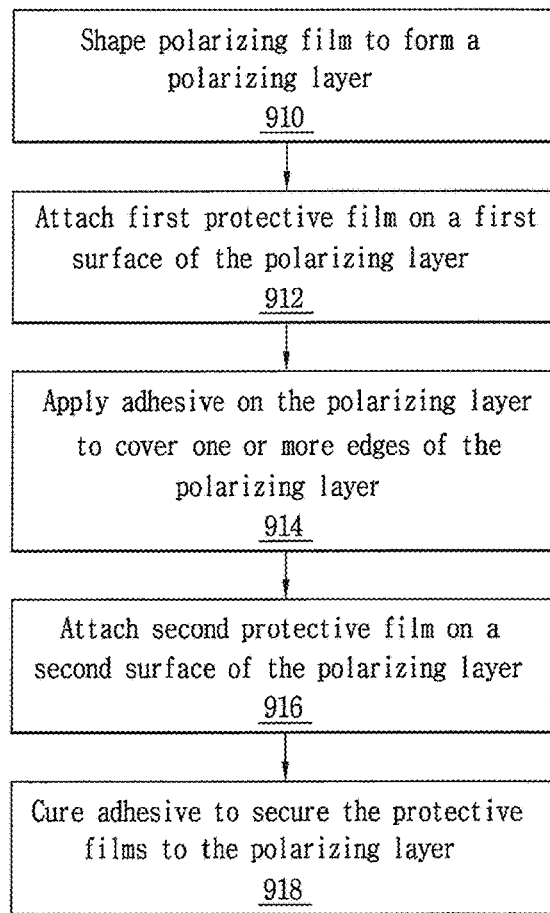 Shape polarizing film to form a
polarizing layer
910
Attach first protective film on a first
surface of the polarizing layer
912
Apply adhesive on the polarizing layer
to cover one or more edges of the
polarizing layer
914
Attach second protective film on a
second surface of the polarizing layer
916
Cure adhesive to secure the protective
films to the polarizing layer
918